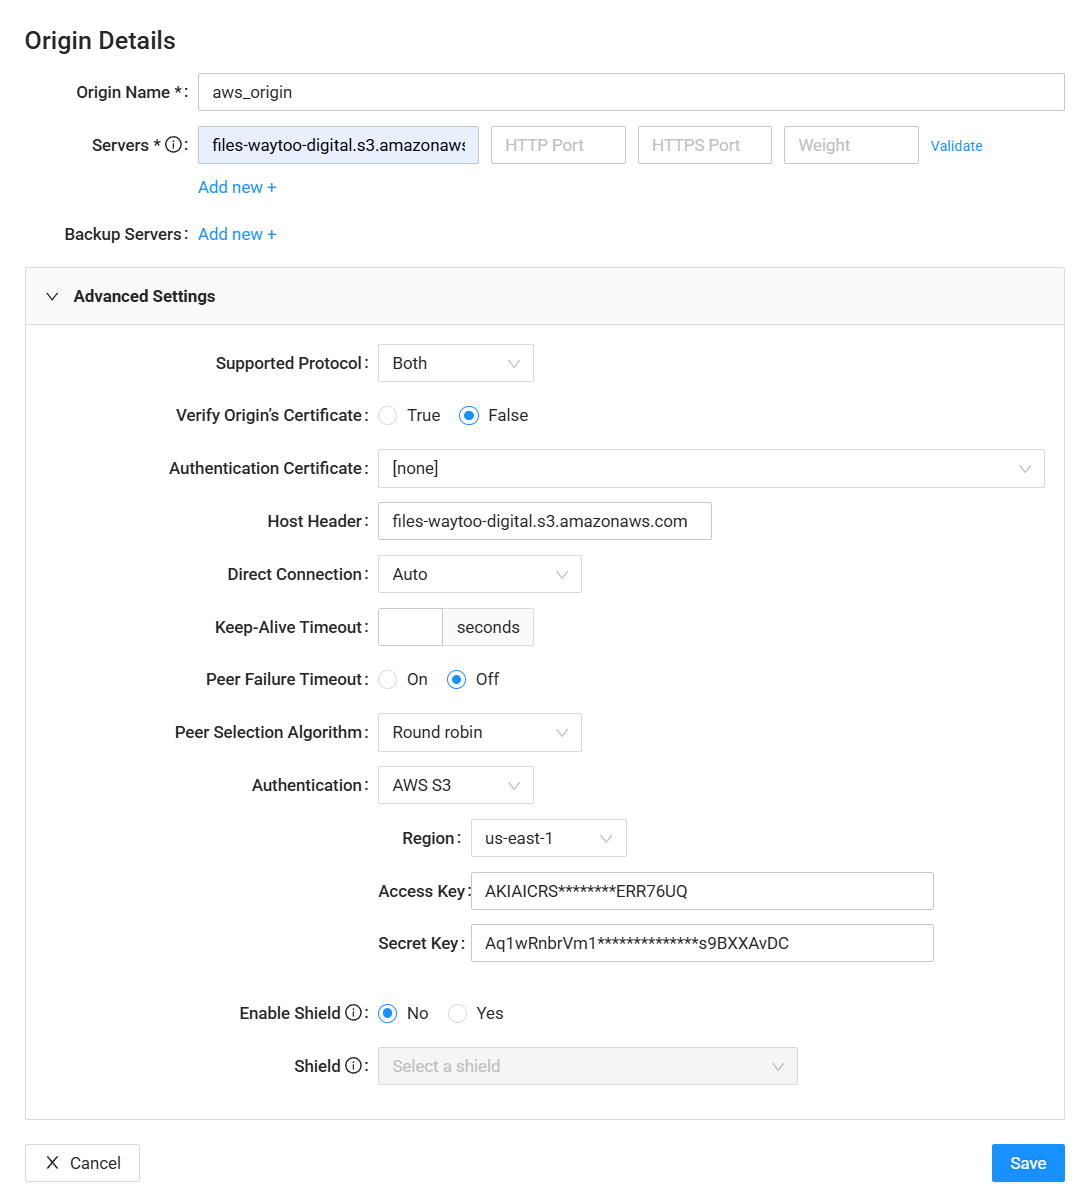 Origin Details
Origin Name * : aws_origin
Servers * : files-waytoo-digital.s3.amazonaws HTTP Port HTTPS Port Weight Validate
Add new +
Backup Servers : Add new +
Advanced Settings
Supported Protocol : Both
Verify Origin’s Certificate : True False
Authentication Certificate : [none]
Host Header : files-waytoo-digital.s3.amazonaws.com
Direct Connection : Auto
Keep-Alive Timeout : seconds
Peer Failure Timeout : On Off
Peer Selection Algorithm : Round robin
Authentication : AWS S3
Region : us-east-1
Access Key : AKIAICRS********ERR76UQ
Secret Key : Aq1wRnbrVm1**************s9BXXAvDC
Enable Shield : No Yes
Shield : Select a shield
Cancel Save